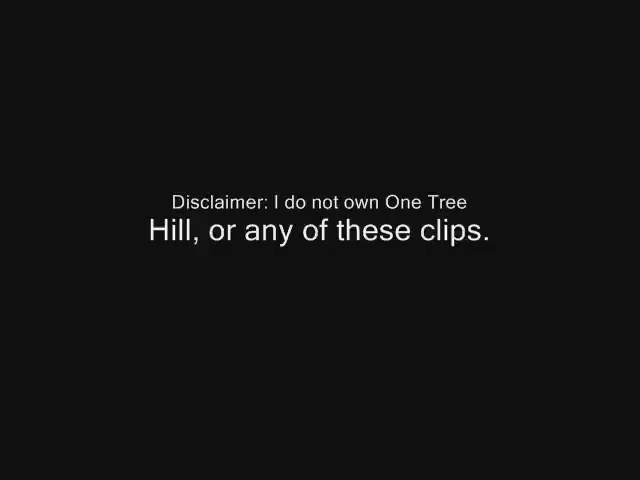 Disclaimer: I do not own One Tree
Hill, or any of these clips.